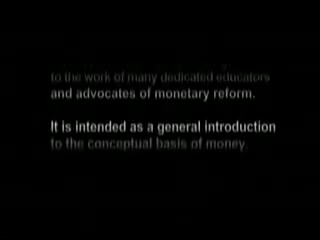 to the work of many dedicated educators
and advocates of monetary reform.
It is intended as a general introduction
to the conceptual basis of money.